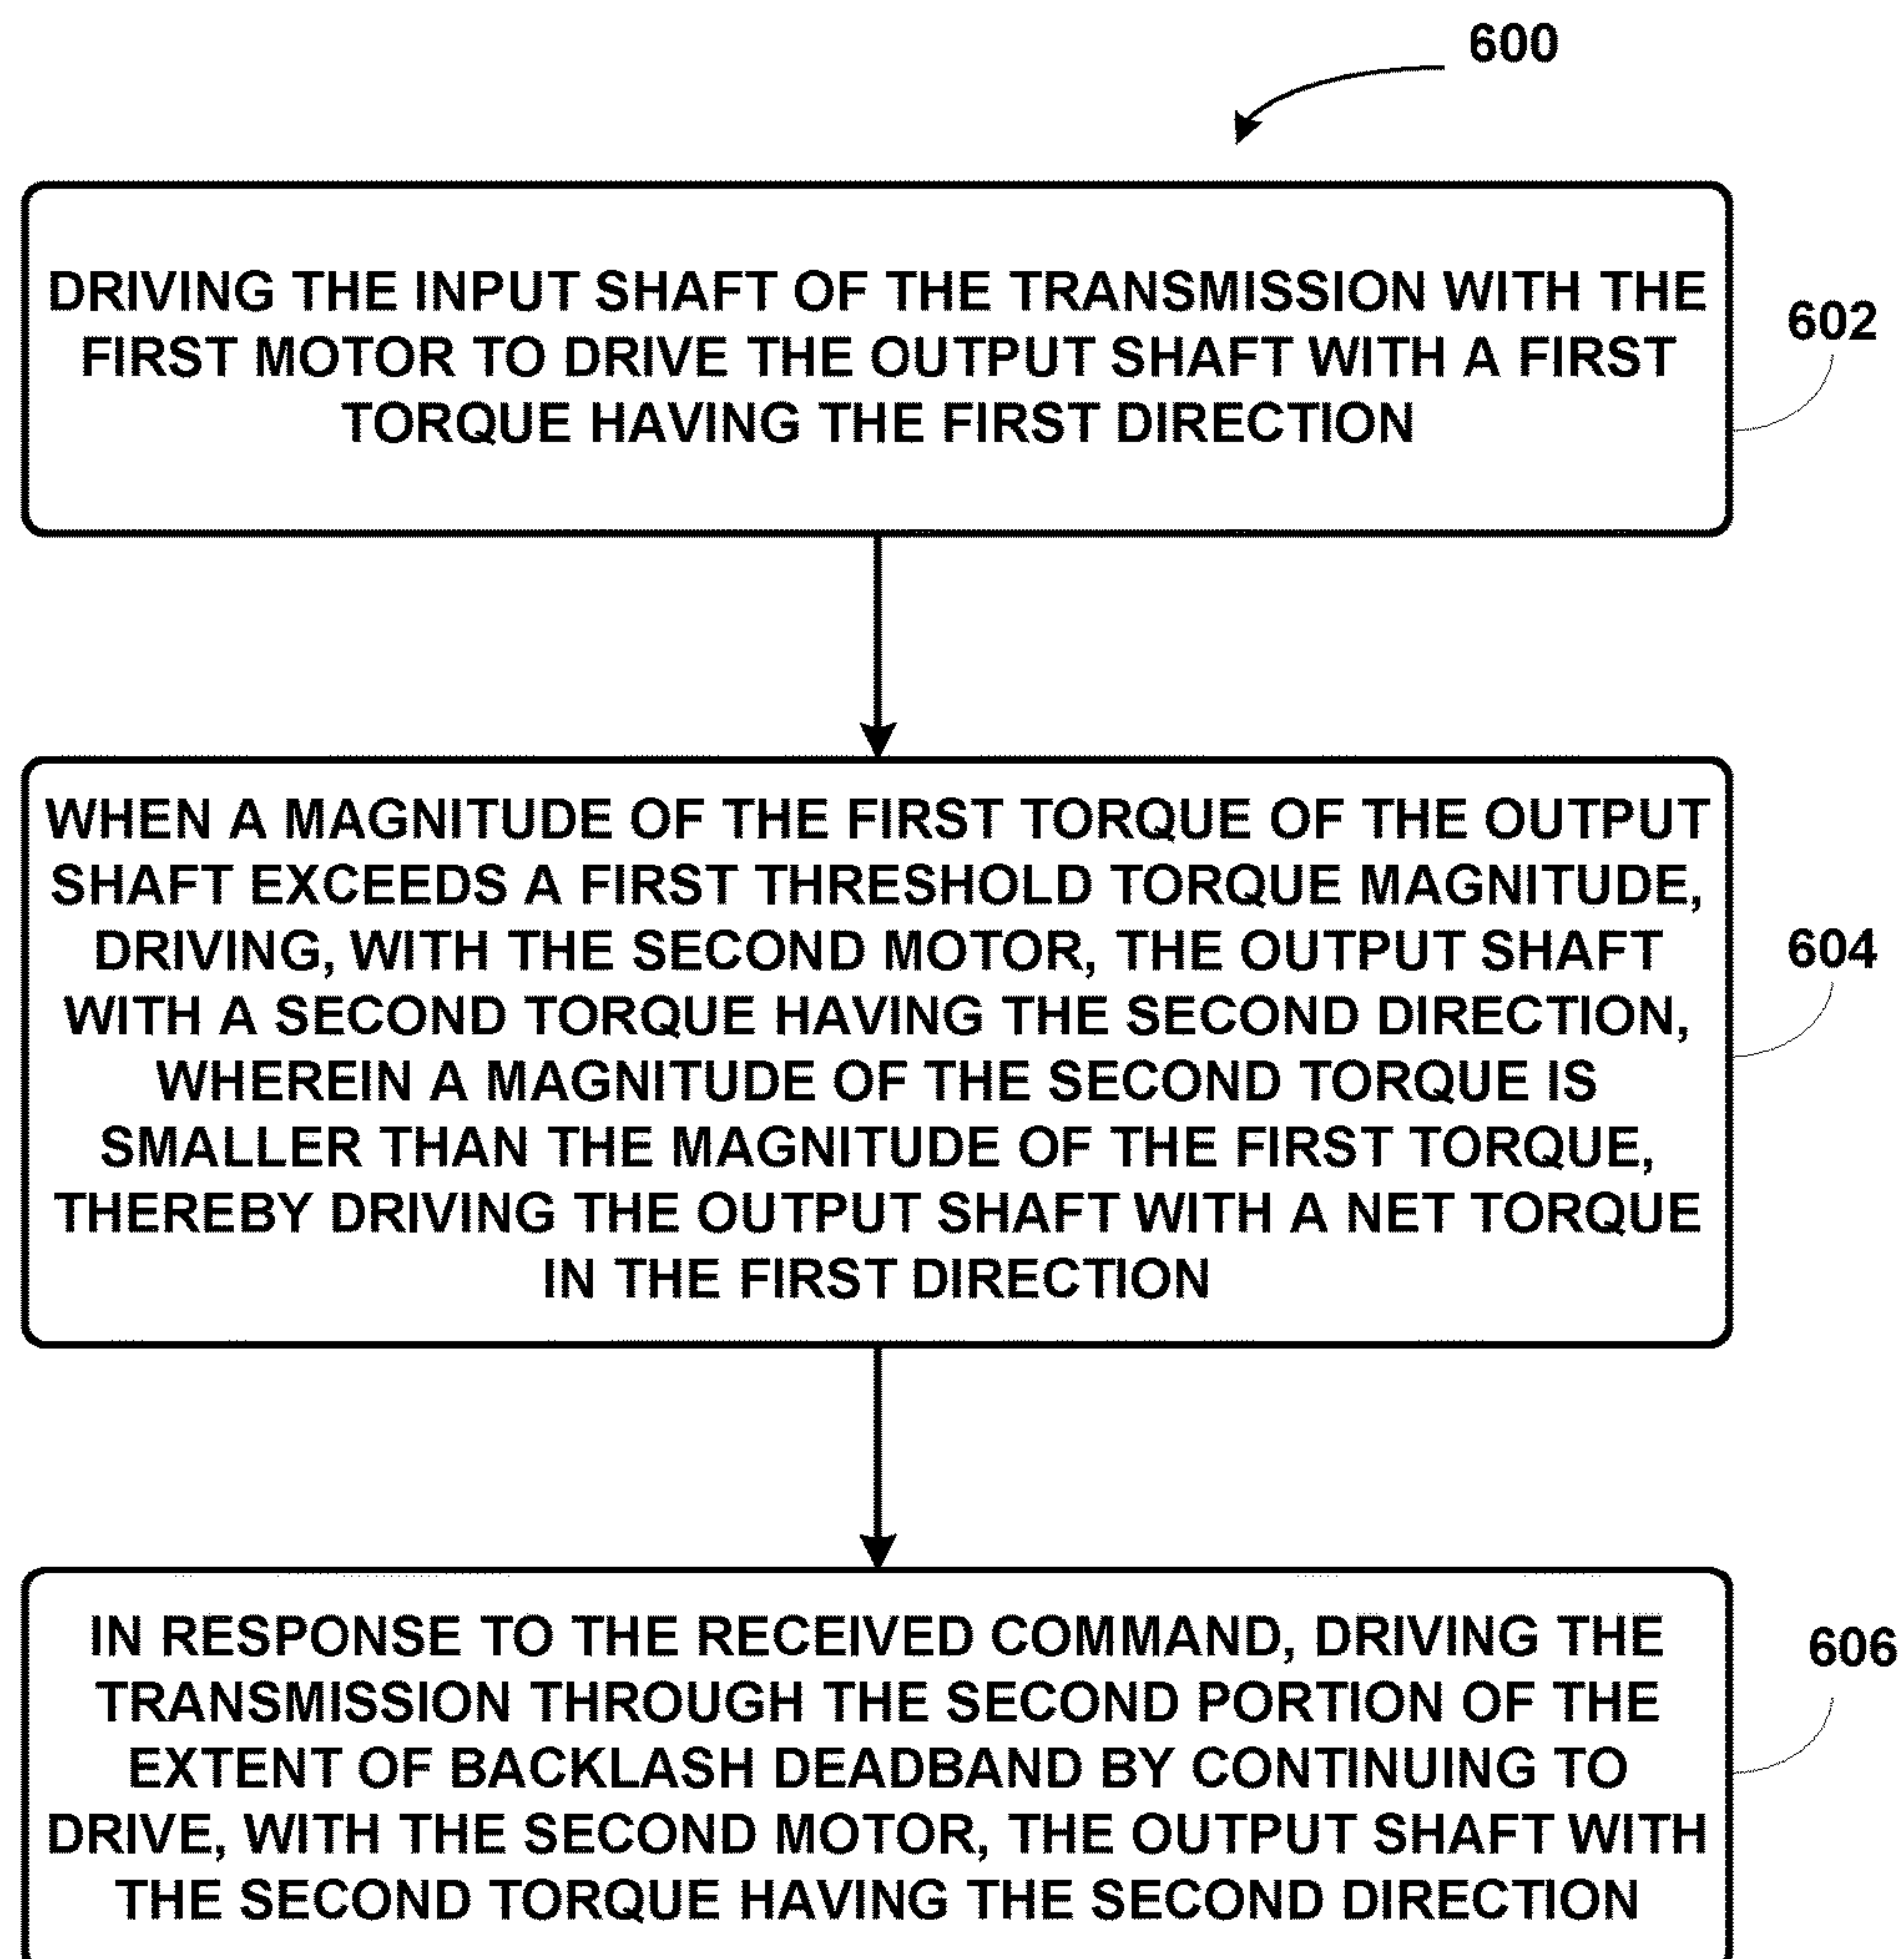 600
DRIVING THE INPUT SHAFT OF THE TRANSMISSION WITH THE
FIRST MOTOR TO DRIVE THE OUTPUT SHAFT WITH A FIRST
TORQUE HAVING THE FIRST DIRECTION
602
WHEN A MAGNITUDE OF THE FIRST TORQUE OF THE OUTPUT
SHAFT EXCEEDS A FIRST THRESHOLD TORQUE MAGNITUDE,
DRIVING, WITH THE SECOND MOTOR, THE OUTPUT SHAFT
WITH A SECOND TORQUE HAVING THE SECOND DIRECTION,
WHEREIN A MAGNITUDE OF THE SECOND TORQUE IS
SMALLER THAN THE MAGNITUDE OF THE FIRST TORQUE,
THEREBY DRIVING THE OUTPUT SHAFT WITH A NET TORQUE
IN THE FIRST DIRECTION
604
IN RESPONSE TO THE RECEIVED COMMAND, DRIVING THE
TRANSMISSION THROUGH THE SECOND PORTION OF THE
EXTENT OF BACKLASH DEADBAND BY CONTINUING TO
DRIVE, WITH THE SECOND MOTOR, THE OUTPUT SHAFT WITH
THE SECOND TORQUE HAVING THE SECOND DIRECTION
606